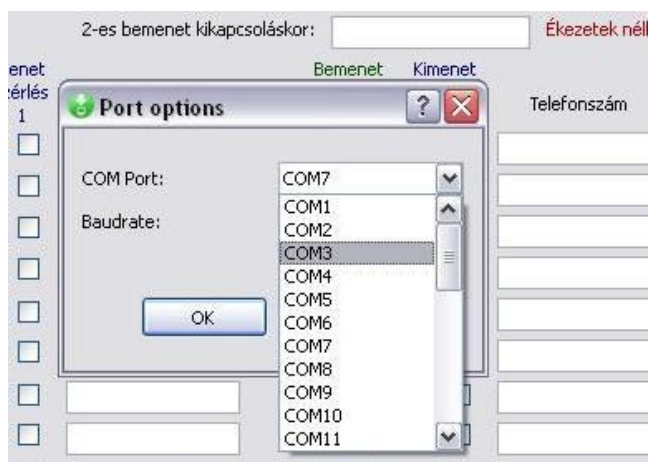 2-es bemenet kikapcsoláskor:
Ékezetek nél
enet
Bemenet
Kimenet
érlés
1
Port options
Telefonszám
COM Port:
COM7
Baudrate:
COM1
COM2
COM3
COM4
COM5
OK
COM6
COM7
COM8
COM9
COM10
COM11